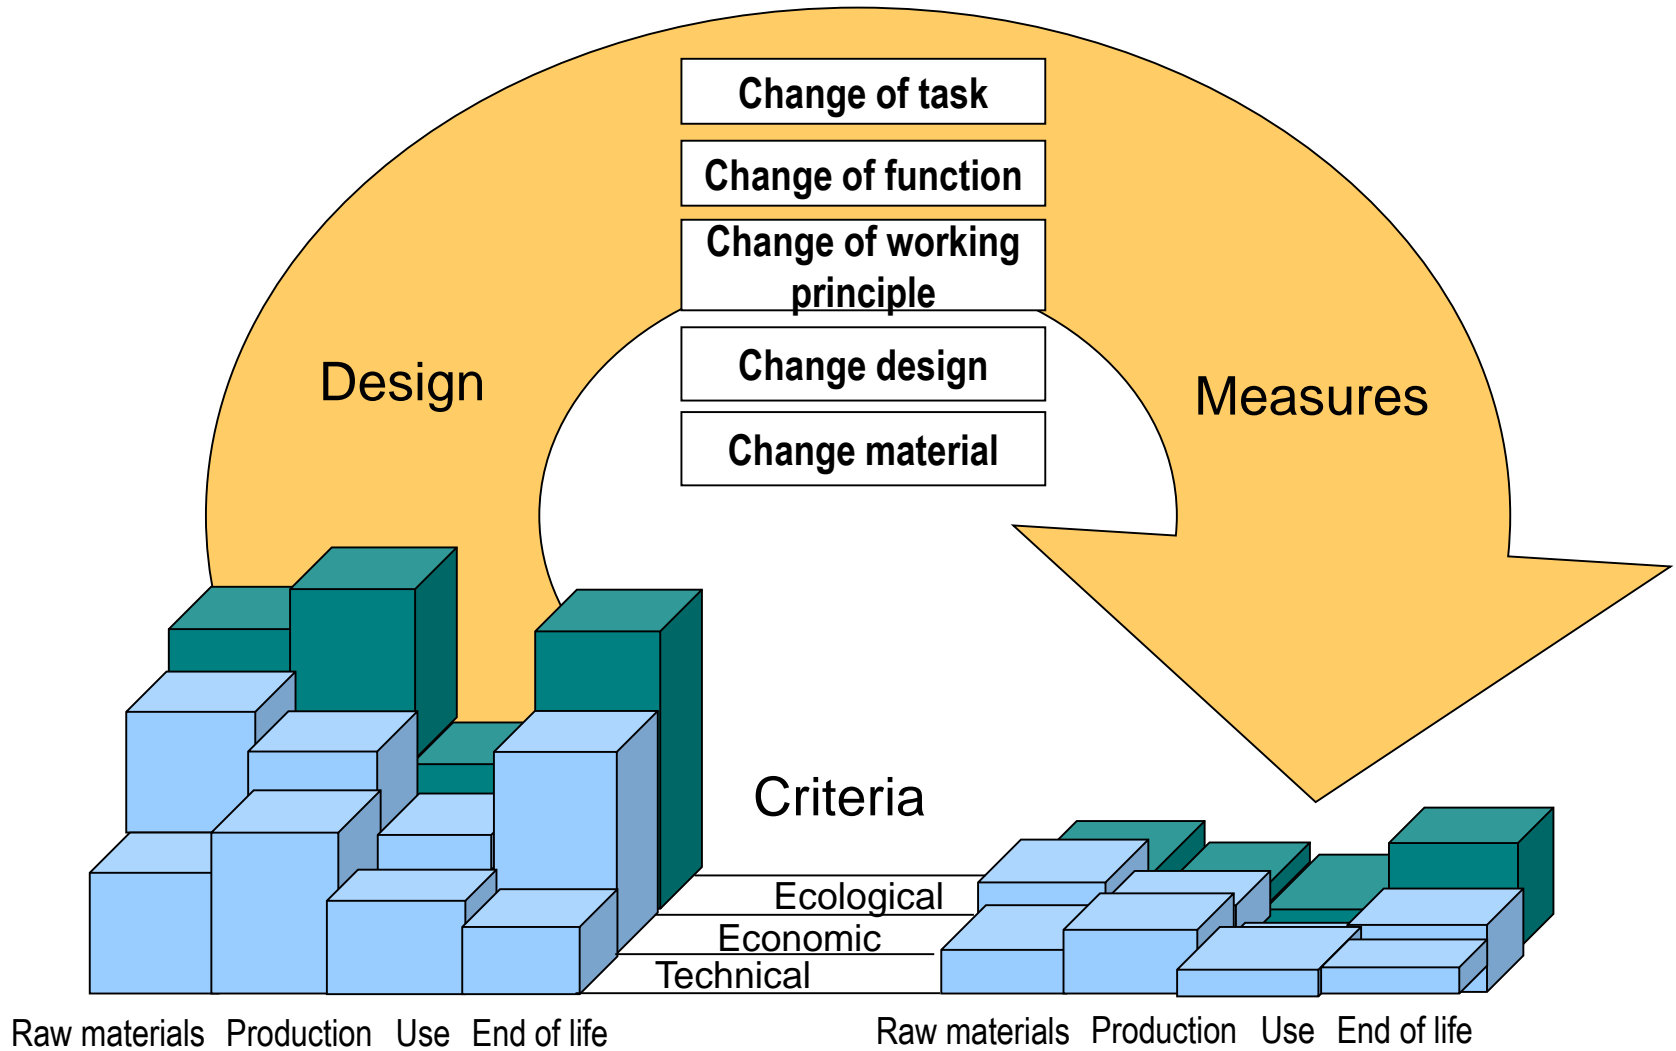 Change of task
Change of function
Change of working
principle
Change design
Change material
Design
Measures
Criteria
Ecological
Economic
Technical
Raw materials Production Use End of life
Raw materials Production Use End of life